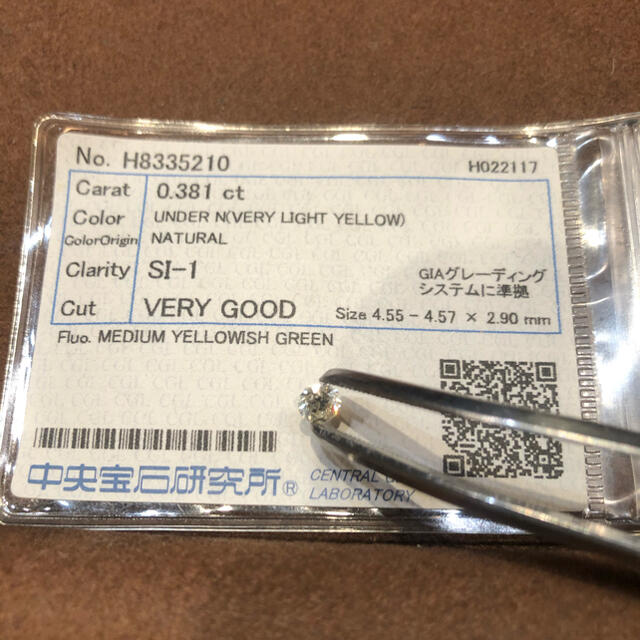 No. H8335210 H022117
Carat 0.381 ct
Color UNDER N(VERY LIGHT YELLOW)
ColorOrigin NATURAL
Clarity SI-1
GIAグレーディング
システムに準拠
Cut VERY GOOD Size 4.55 - 4.57 × 2.90 mm
Fluo. MEDIUM YELLOWISH GREEN
中央宝石研究所® CENTRAL
LABORATORY